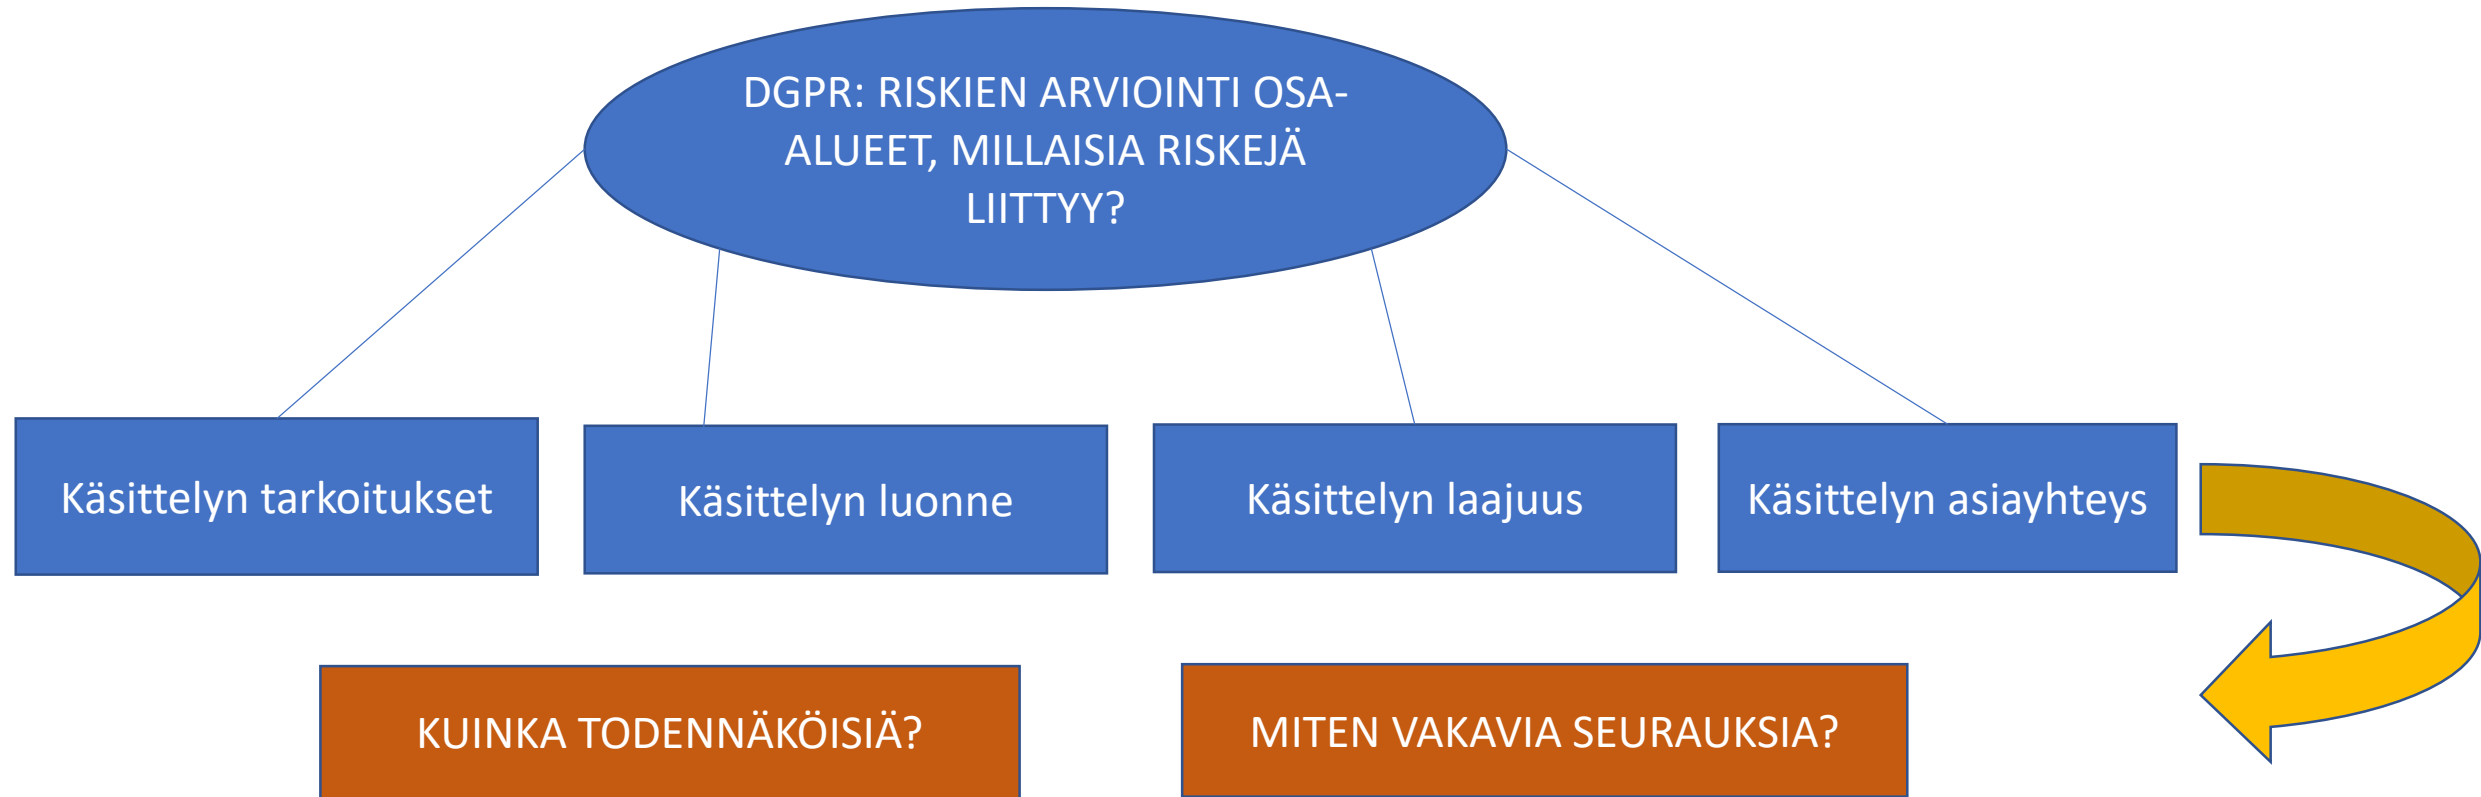 DGPR: RISKIEN ARVIOINTI OSA-
ALUEET, MILLAISIA RISKEJÄ
LIITTYY?
Käsittelyn tarkoitukset
Käsittelyn luonne
Käsittelyn laajuus
Käsittelyn asiayhteys
KUINKA TODENNÄKÖISIÄ?
MITEN VAKAVIA SEURAUKSIA?